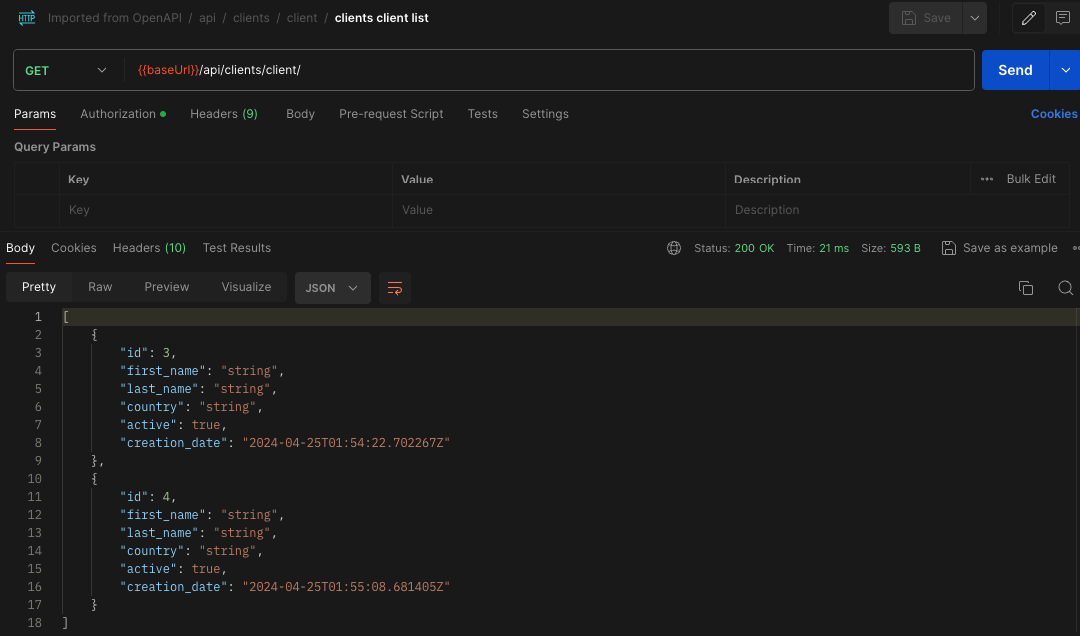 HTTP Imported from OpenAPI / api / clients / client / clients client list Save
GET {{baseUrl}}/api/clients/client/ Send
Params Authorization Headers (9) Body Pre-request Script Tests Settings Cookies
Query Params
Key Value Description ••• Bulk Edit
Key Value Description
Body Cookies Headers (10) Test Results Status: 200 OK Time: 21 ms Size: 593 B Save as example
Pretty Raw Preview Visualize JSON
1 [
2 {
3 "id": 3,
4 "first_name": "string",
5 "last_name": "string",
6 "country": "string",
7 "active": true,
8 "creation_date": "2024-04-25T01:54:22.702267Z"
9 },
10 {
11 "id": 4,
12 "first_name": "string",
13 "last_name": "string",
14 "country": "string",
15 "active": true,
16 "creation_date": "2024-04-25T01:55:08.681405Z"
17 }
18 ]